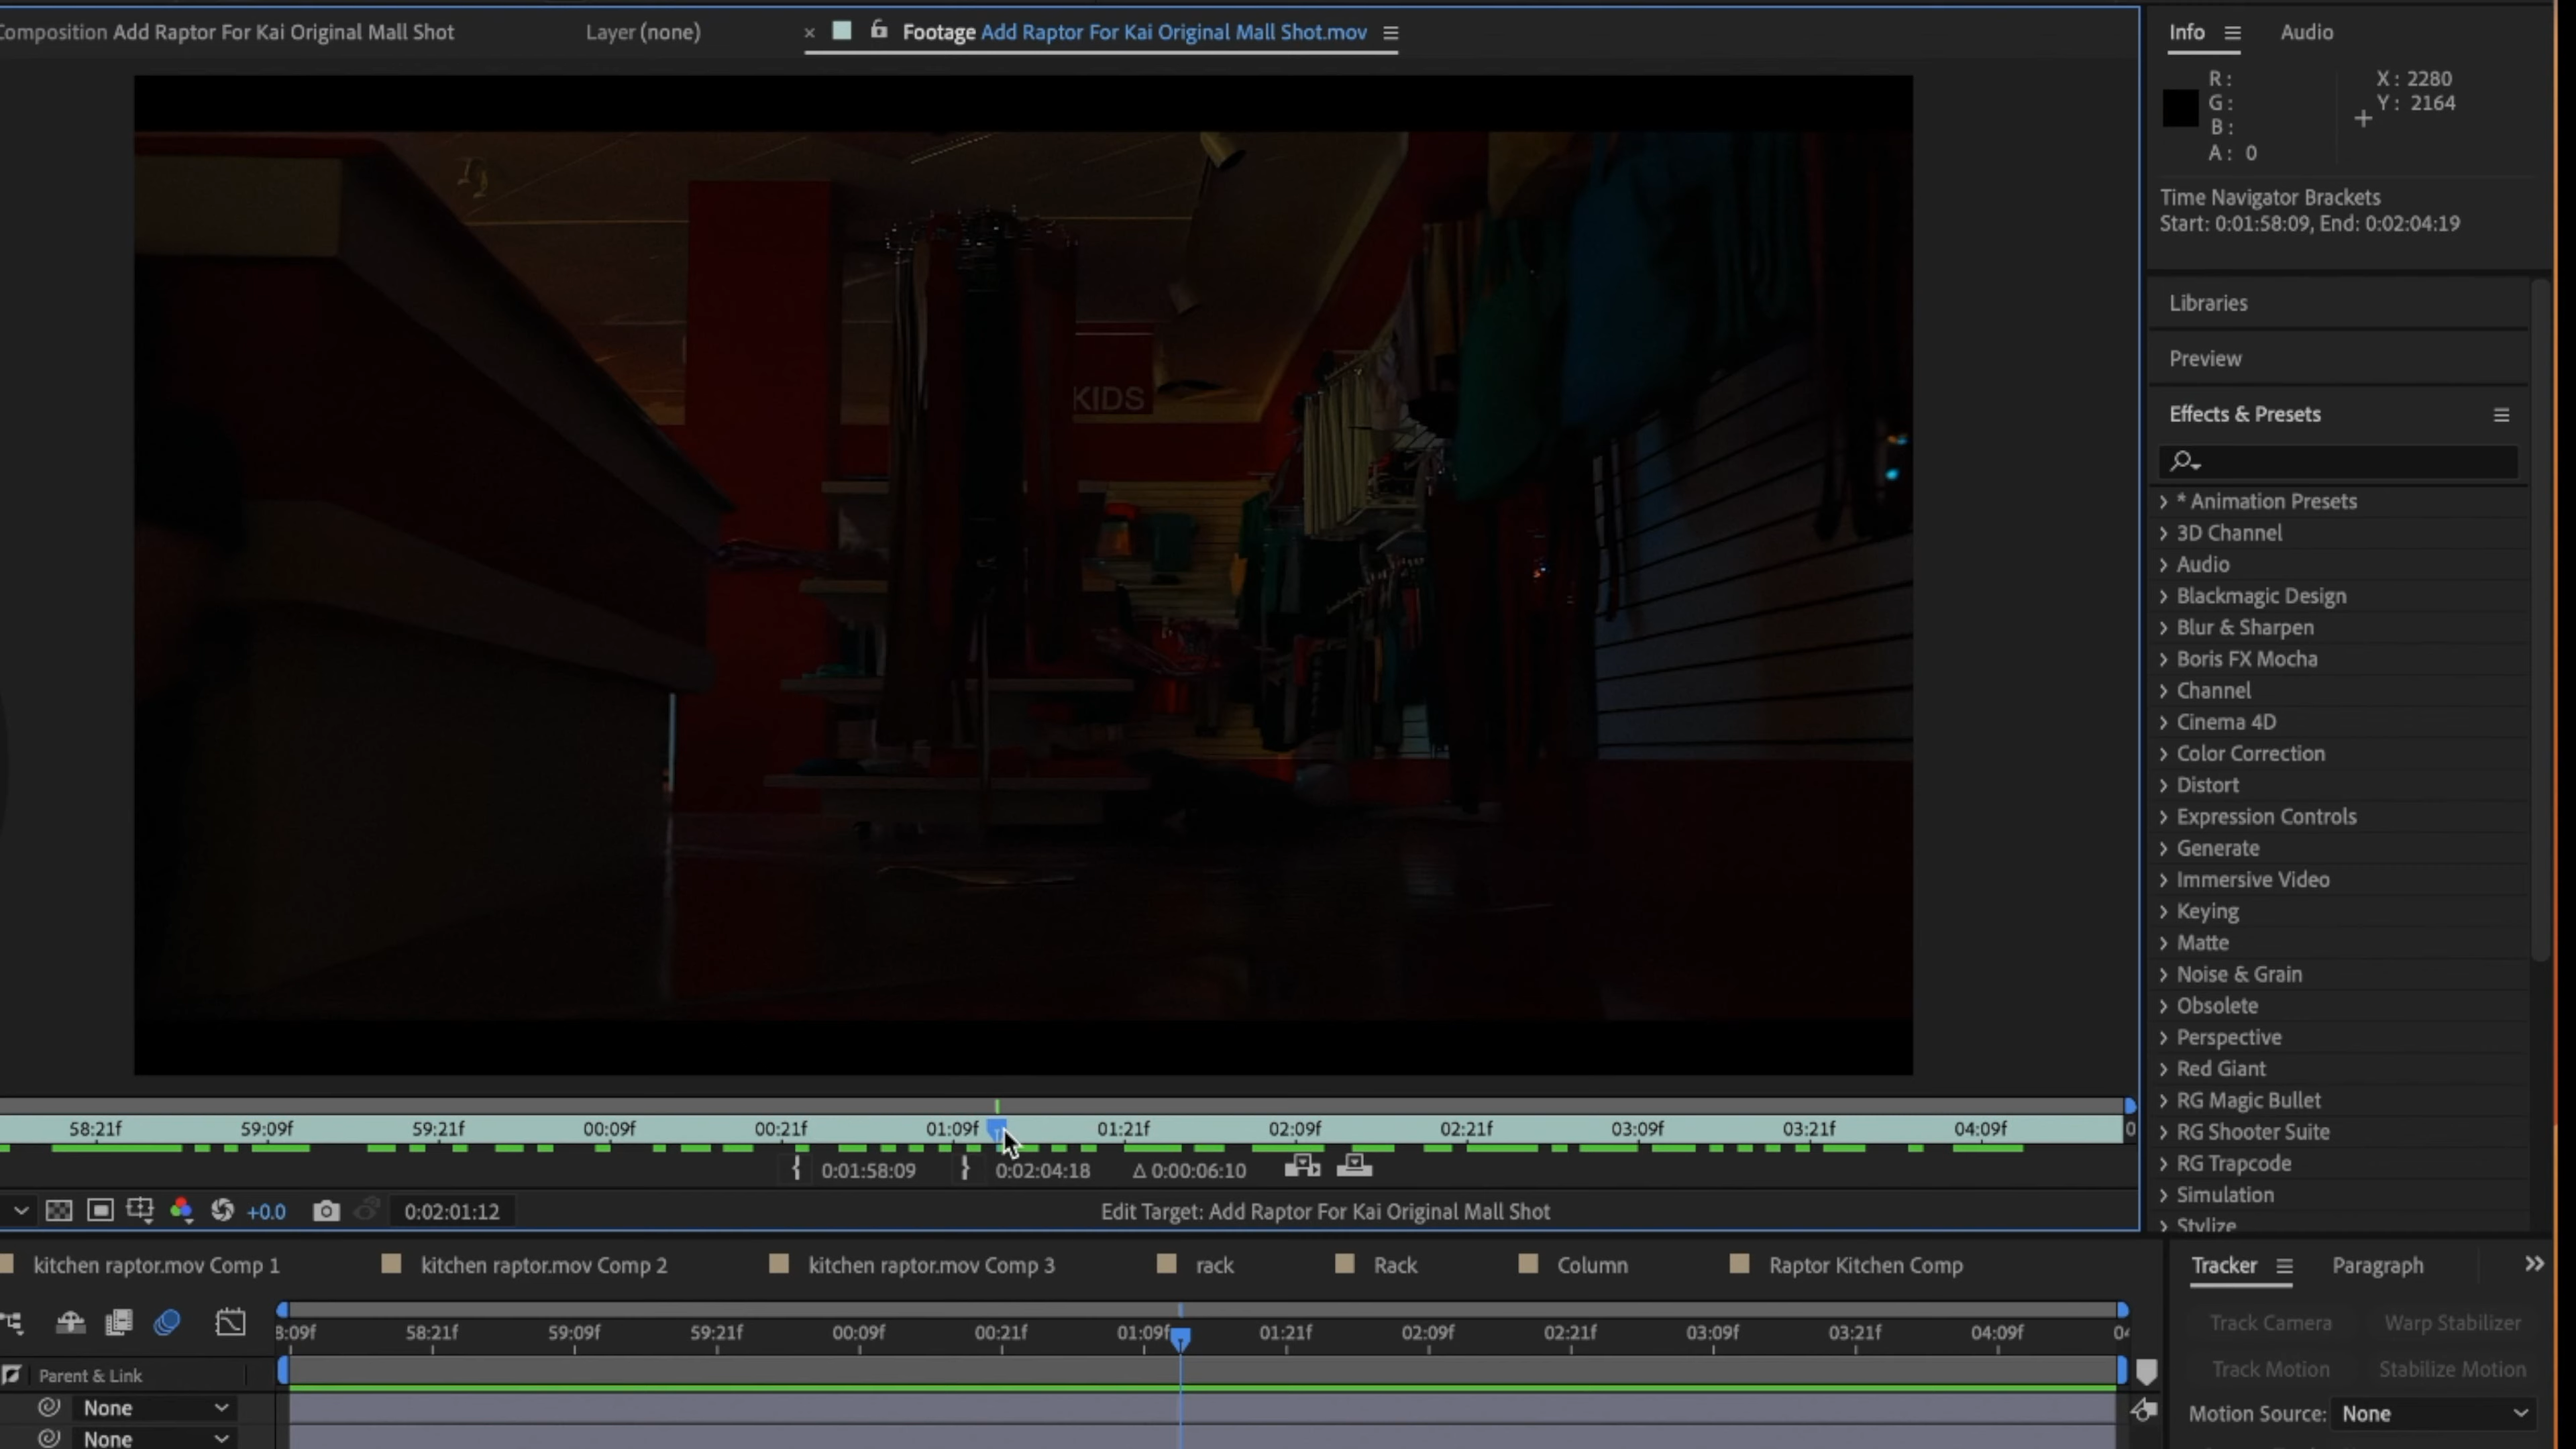 Composition Add Raptor For Kai Original Mall Shot
Layer (none)
× Footage Add Raptor For Kai Original Mall Shot.mov
Info
Audio
R :
G :
B :
A : 0
X : 2280
Y : 2164
Time Navigator Brackets
Start: 0:01:58:09, End: 0:02:04:19
Libraries
Preview
Effects & Presets
* Animation Presets
3D Channel
Audio
Blackmagic Design
Blur & Sharpen
Boris FX Mocha
Channel
Cinema 4D
Color Correction
Distort
Expression Controls
Generate
Immersive Video
Keying
Matte
Noise & Grain
Obsolete
Perspective
Red Giant
RG Magic Bullet
RG Shooter Suite
RG Trapcode
Simulation
Stylize
KIDS
58:21f 59:09f 59:21f 00:09f 00:21f 01:09f 01:21f 02:09f 02:21f 03:09f 03:21f 04:09f 0
{ 0:01:58:09 } 0:02:04:18 Δ 0:00:06:10
+0.0 0:02:01:12 Edit Target: Add Raptor For Kai Original Mall Shot
kitchen raptor.mov Comp 1 kitchen raptor.mov Comp 2 kitchen raptor.mov Comp 3 rack Rack Column Raptor Kitchen Comp
8:09f 58:21f 59:09f 59:21f 00:09f 00:21f 01:09f 01:21f 02:09f 02:21f 03:09f 03:21f 04:09f 04
Parent & Link
None
None
Tracker
Paragraph
Track Camera Warp Stabilizer
Track Motion Stabilize Motion
Motion Source: None